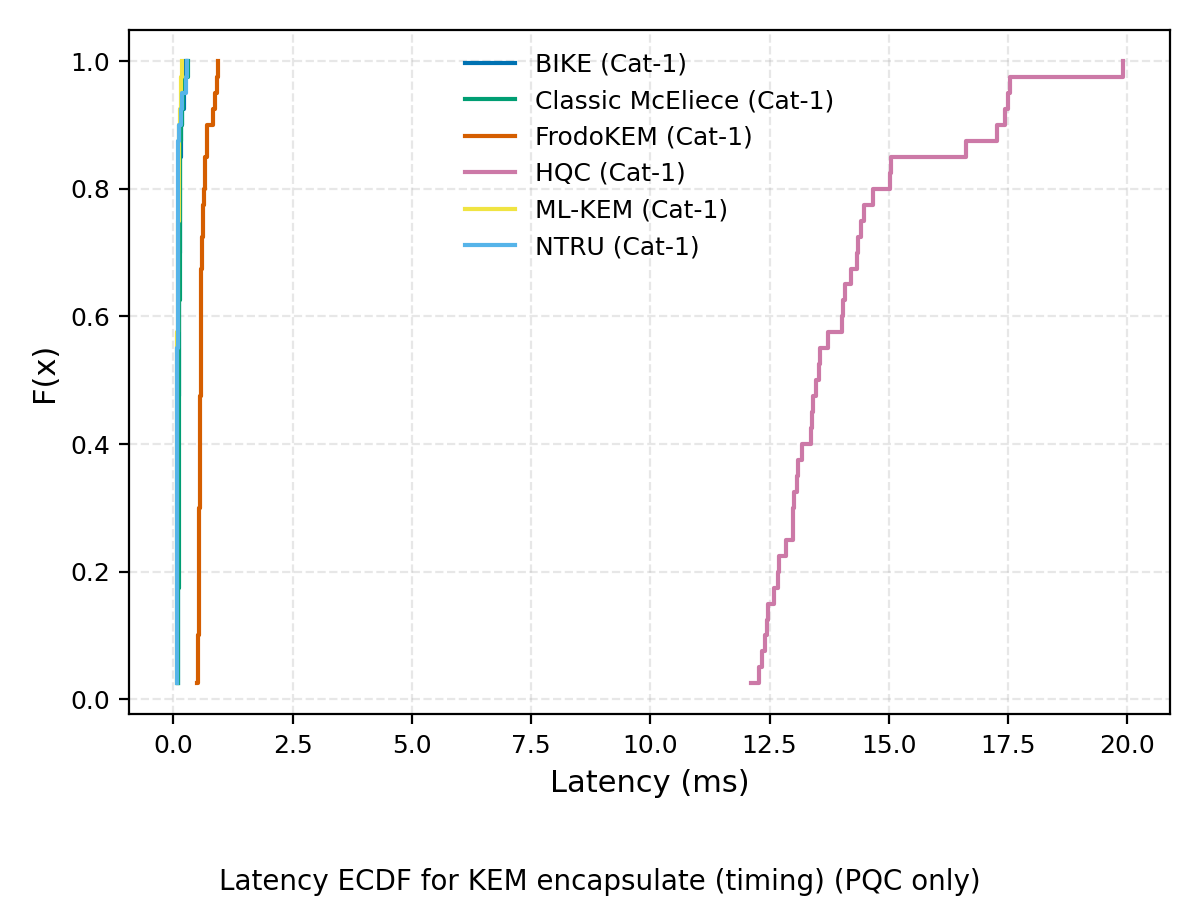 1.0
0.8
0.6
0.4
0.2
0.0
F(x)
BIKE (Cat-1)
Classic McEliece (Cat-1)
FrodoKEM (Cat-1)
HQC (Cat-1)
ML-KEM (Cat-1)
NTRU (Cat-1)
0.0 2.5 5.0 7.5 10.0 12.5 15.0 17.5 20.0
Latency (ms)
Latency ECDF for KEM encapsulate (timing) (PQC only)